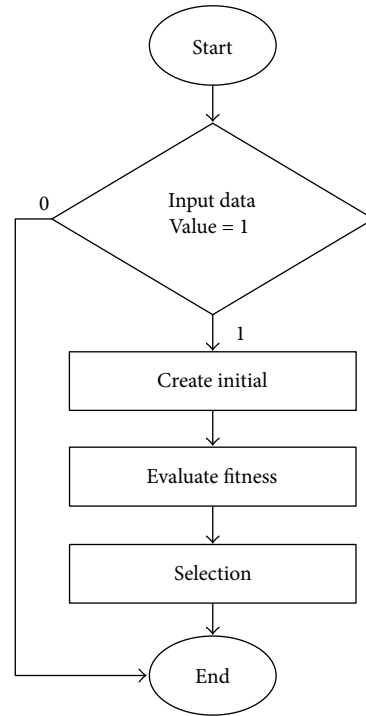 Start
0
Input data
Value = 1
1
Create initial
Evaluate fitness
Selection
End